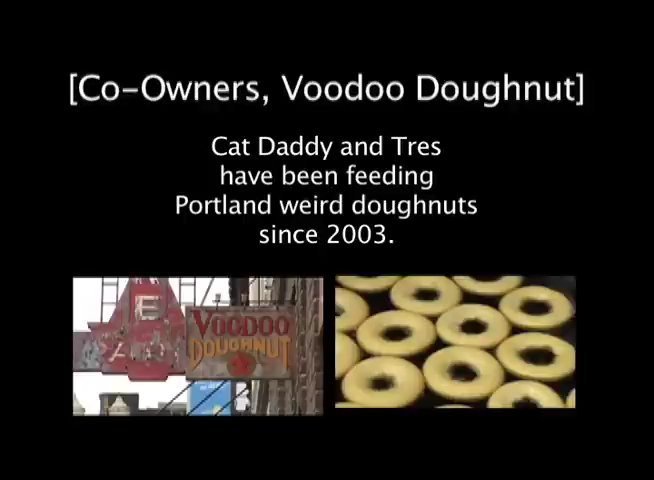 [Co-Owners, Voodoo Doughnut]
Cat Daddy and Tres
have been feeding
Portland weird doughnuts
since 2003.
VOODOO
DOUGHNUT